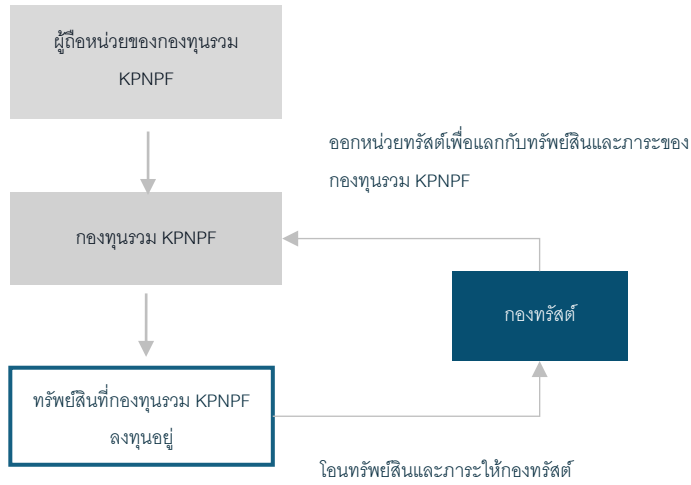 ผู้ถือหน่วยของกองทุนรวม
KPNPF
ออกหน่วยทรัสต์เพื่อแลกกับทรัพย์สินและภาระของ
กองทุนรวม KPNPF
กองทุนรวม KPNPF
กองทรัสต์
ทรัพย์สินที่กองทุนรวม KPNPF
ลงทุนอยู่
โอนทรัพย์สินและภาระให้กองทรัสต์